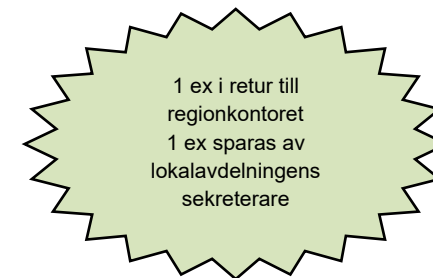 1 ex i retur till
regionkontoret
1 ex sparas av
lokalavdelningens
sekreterare